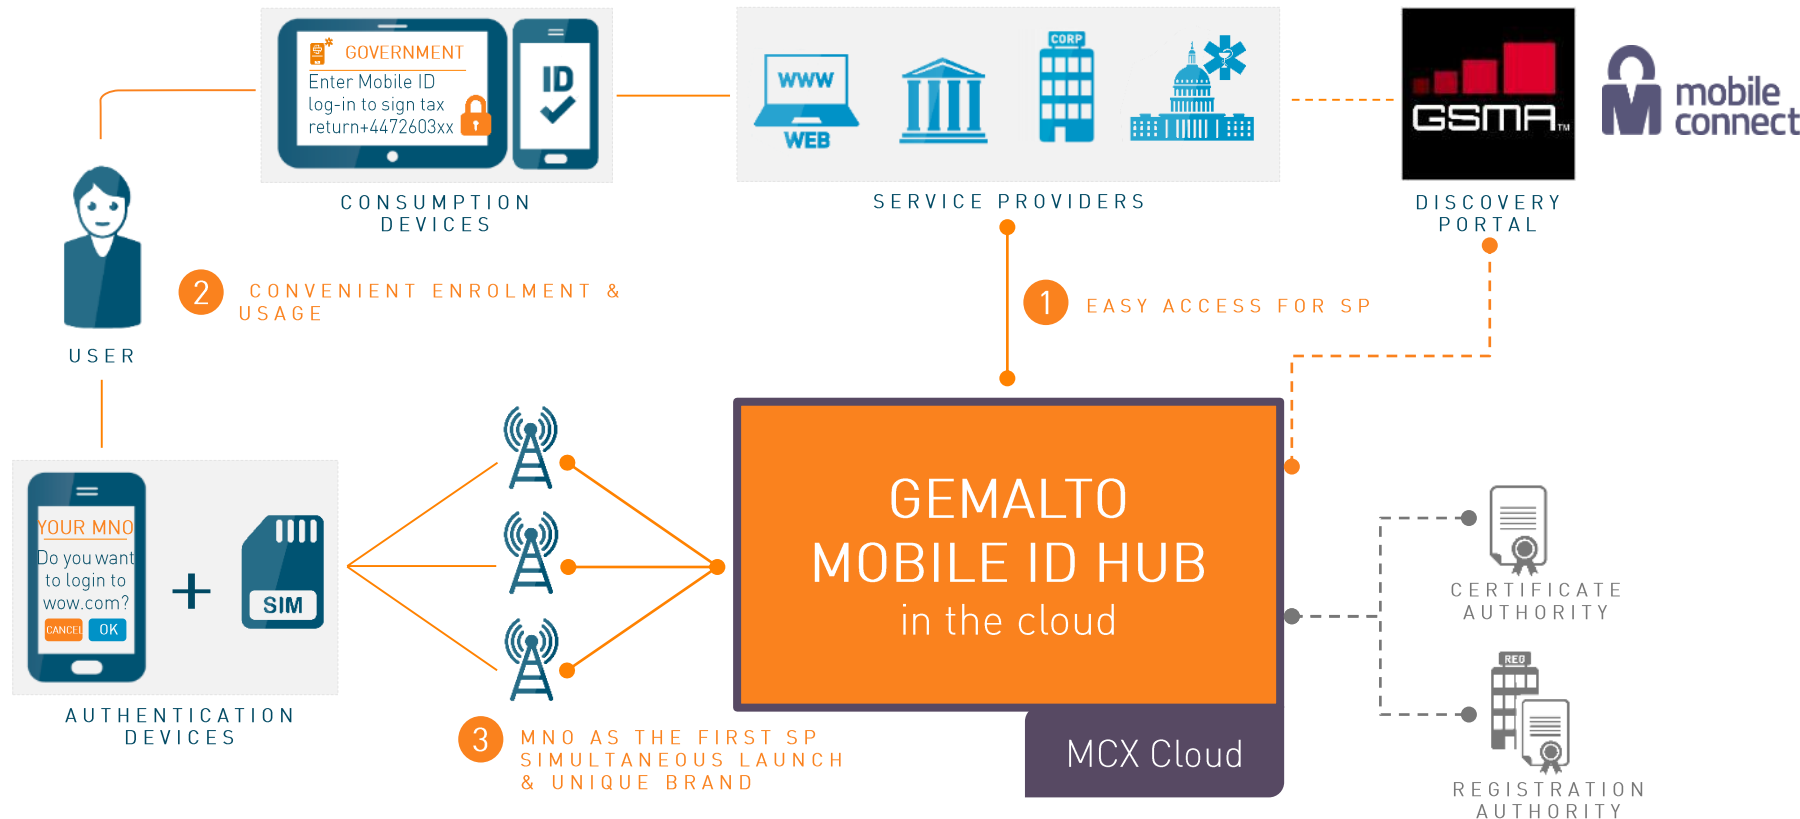 GOVERNMENT
Enter Mobile ID
log-in to sign tax
return+4472603xx
ID
CONSUMPTION
DEVICES
WWW
WEB
CORP
SERVICE PROVIDERS
GSMA™
DISCOVERY
PORTAL
mobile
connect
USER
2
CONVENIENT ENROLMENT &
USAGE
1
EASY ACCESS FOR SP
YOUR MNO
Do you want
to login to
wow.com?
CANCEL
OK
+
SIM
AUTHENTICATION
DEVICES
3
MNO AS THE FIRST SP
SIMULTANEOUS LAUNCH
& UNIQUE BRAND
GEMALTO
MOBILE ID HUB
in the cloud
MCX Cloud
CERTIFICATE
AUTHORITY
REG
REGISTRATION
AUTHORITY